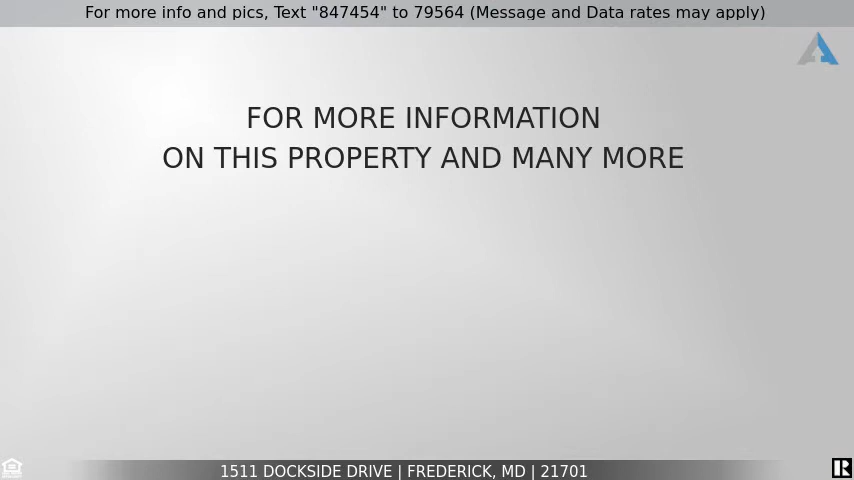 For more info and pics, Text "847454" to 79564 (Message and Data rates may apply)
FOR MORE INFORMATION
ON THIS PROPERTY AND MANY MORE
1511 DOCKSIDE DRIVE | FREDERICK, MD | 21701